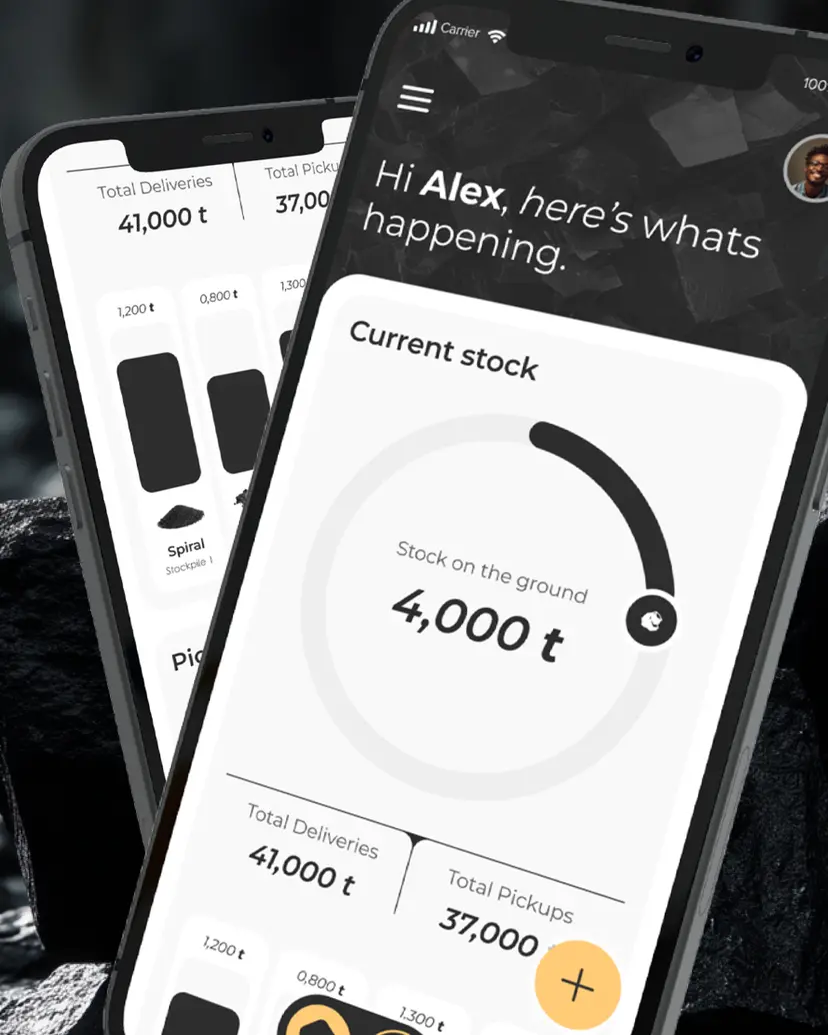 Carrier
100
Hi Alex, here's whats
happening.
Current stock
Stock on the ground
4,000 t
Total Deliveries
41,000 t
Total Pickups
37,000
1,200 t
0,800 t
1.300 t
Total Deliveries
41,000 t
Total Picku
37,00
1,200 t
0,800 t
1,300
Spiral
Stockpile 1
Pic